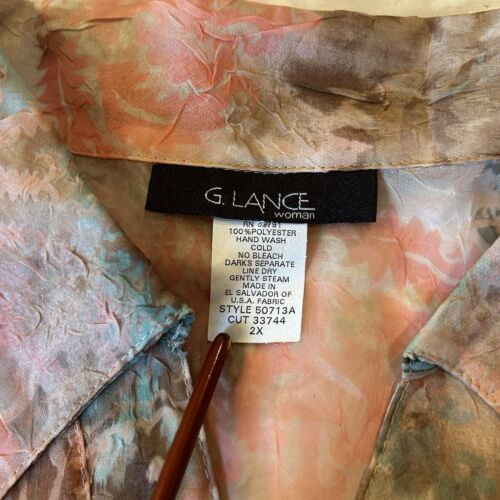 G. LANCE
woman
RN
100% POLYESTER
HAND WASH
COLD
NO BLEACH
DARKS SEPARATE
LINE DRY
GENTLY STEAM
MADE IN
EL SALVADOR OF
U.S.A. FABRIC
STYLE 50713A
CUT 33744
2X